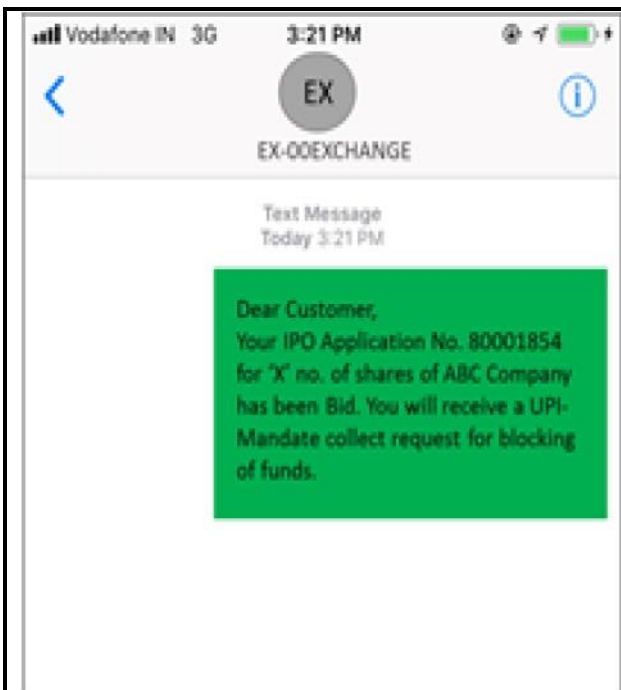 Vodafone IN 3G 3:21 PM
EX
EX-00EXCHANGE
Text Message
Today 3:21 PM
Dear Customer,
Your IPO Application No. 80001854
for 'X' no. of shares of ABC Company
has been Bid. You will receive a UPI-
Mandate collect request for blocking
of funds.